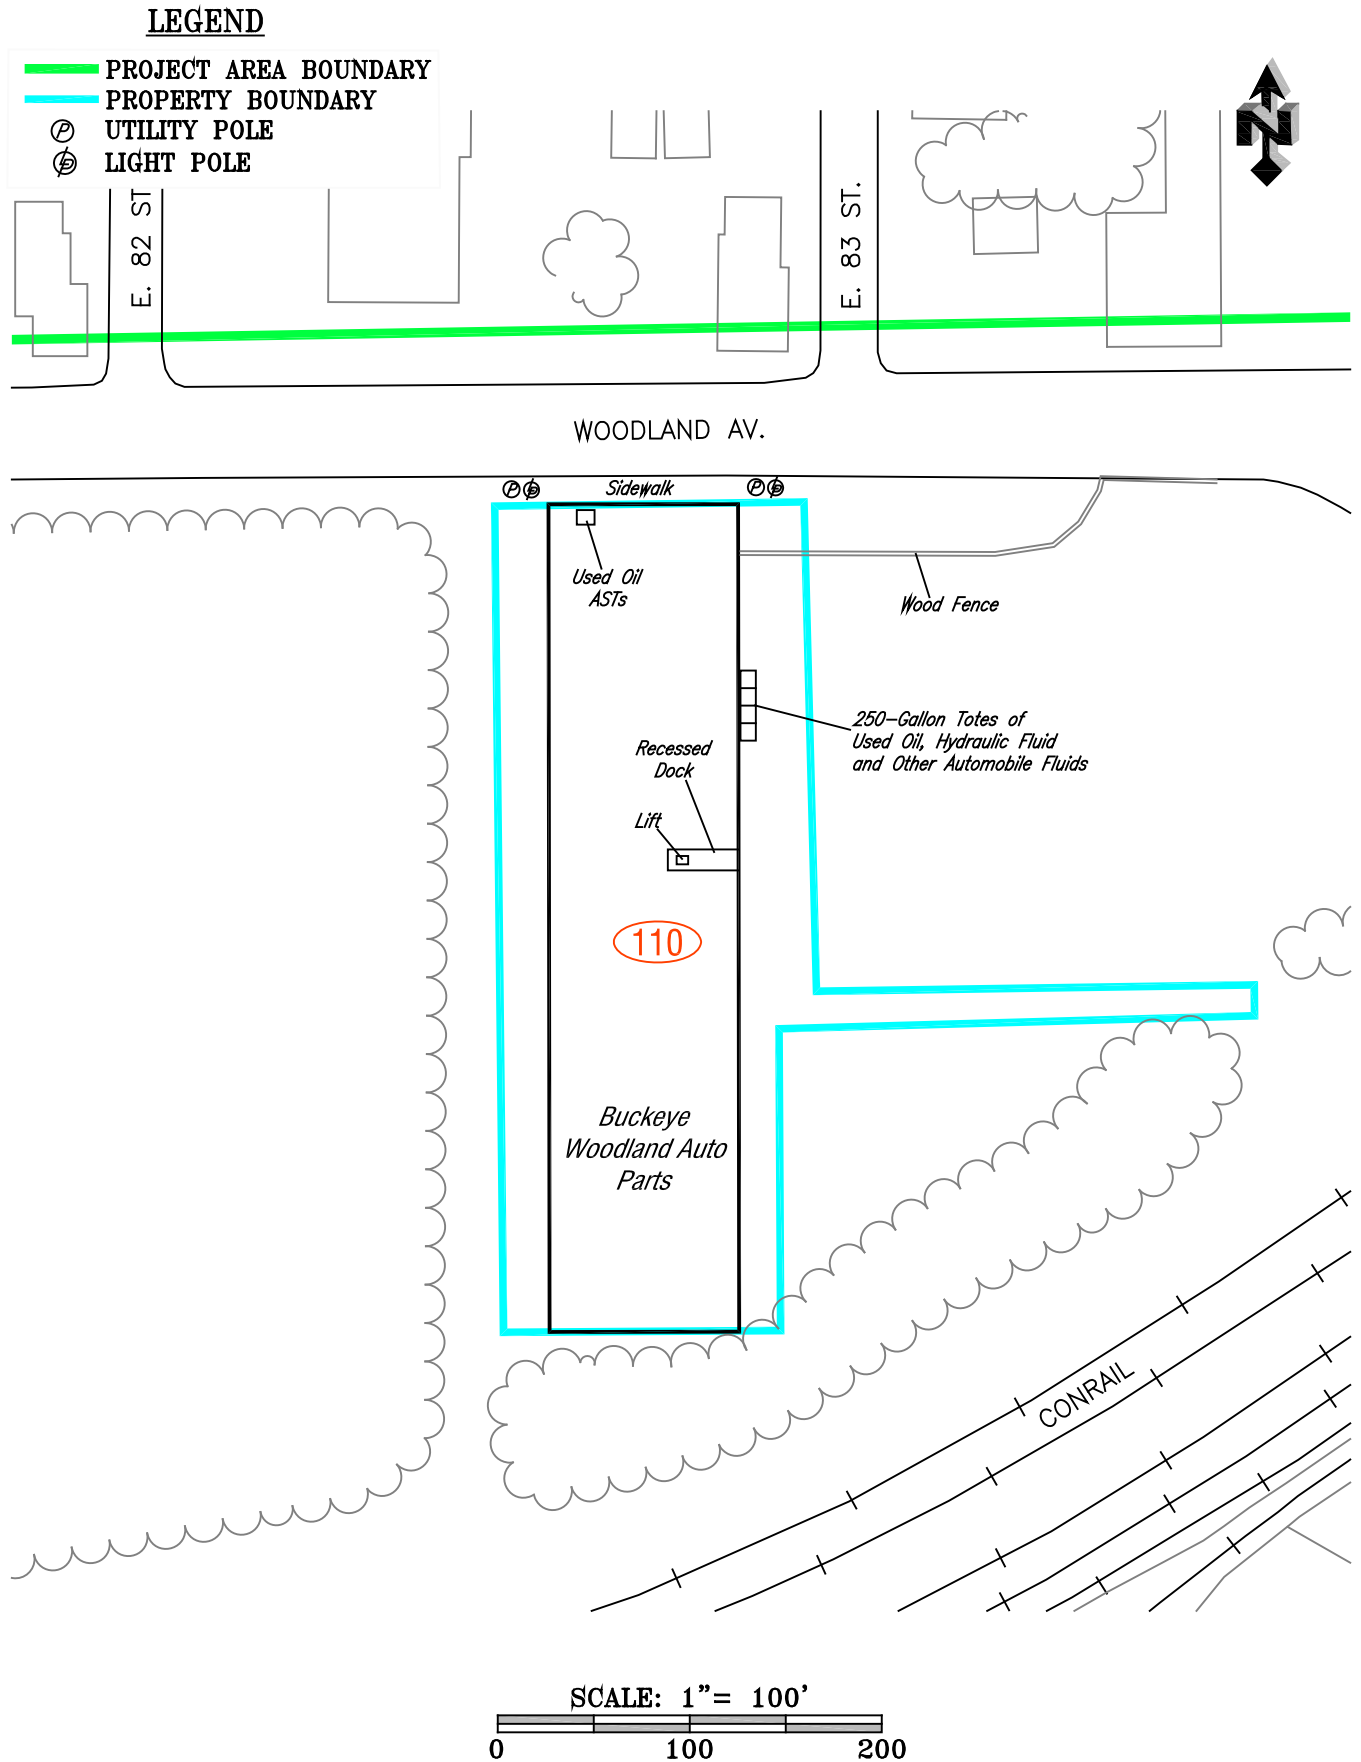 LEGEND
PROJECT AREA BOUNDARY
PROPERTY BOUNDARY
P UTILITY POLE
LIGHT POLE
N
E. 82 ST.
E. 83 ST.
WOODLAND AV.
P
Sidewalk
P
Used Oil
ASTs
Wood Fence
250-Gallon Totes of
Used Oil, Hydraulic Fluid
and Other Automobile Fluids
Recessed
Dock
Lift
110
Buckeye
Woodland Auto
Parts
CONRAIL
SCALE: 1"= 100'
0 100 200